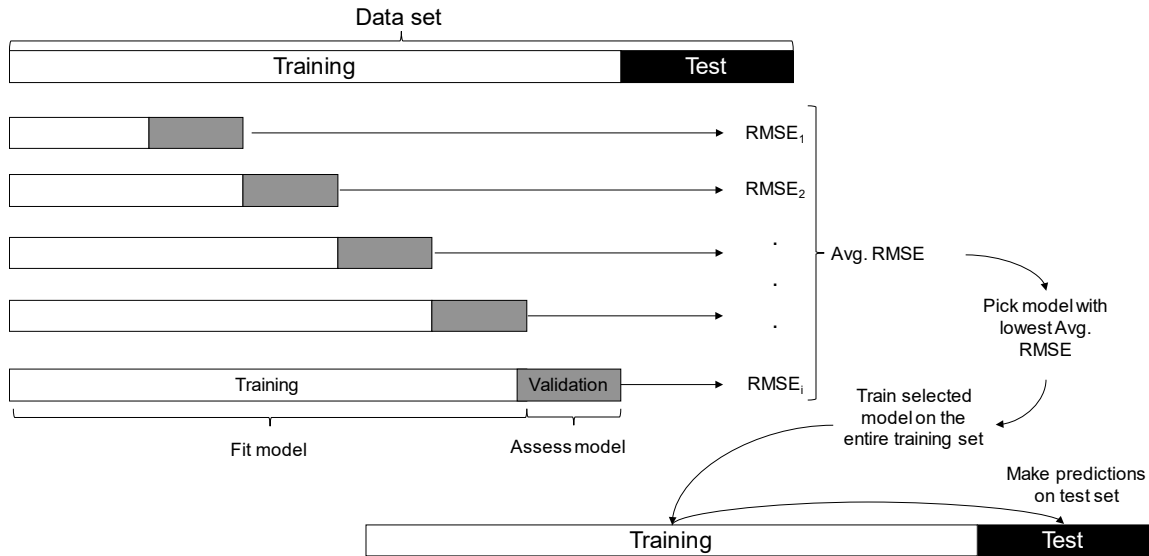 Data set
Training Test
RMSE₁
RMSE₂
.
.
.
Avg. RMSE
Pick model with
lowest Avg.
RMSE
Training Validation
RMSEᵢ
Fit model
Assess model
Train selected
model on the
entire training set
Make predictions
on test set
Training Test